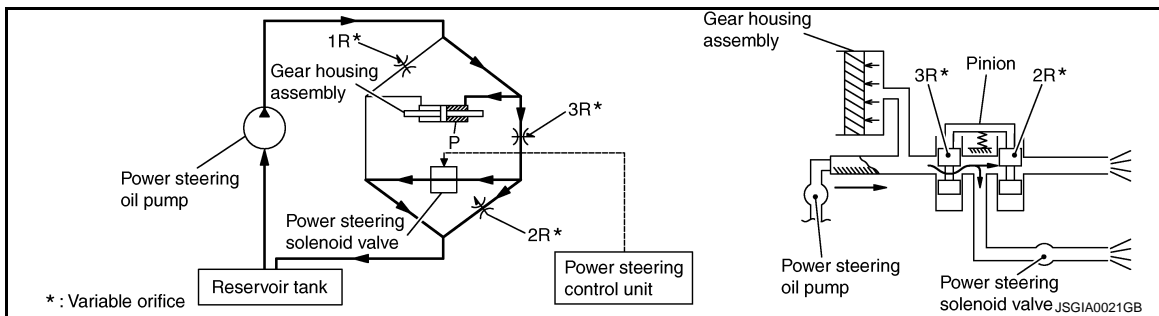 1R*
Gear housing
assembly
3R*
P
Power steering
oil pump
Power steering
solenoid valve
2R*
Reservoir tank
Power steering
control unit
* : Variable orifice
Gear housing
assembly
Pinion
3R*
2R*
Power steering
oil pump
Power steering
solenoid valve
JSGIA0021GB